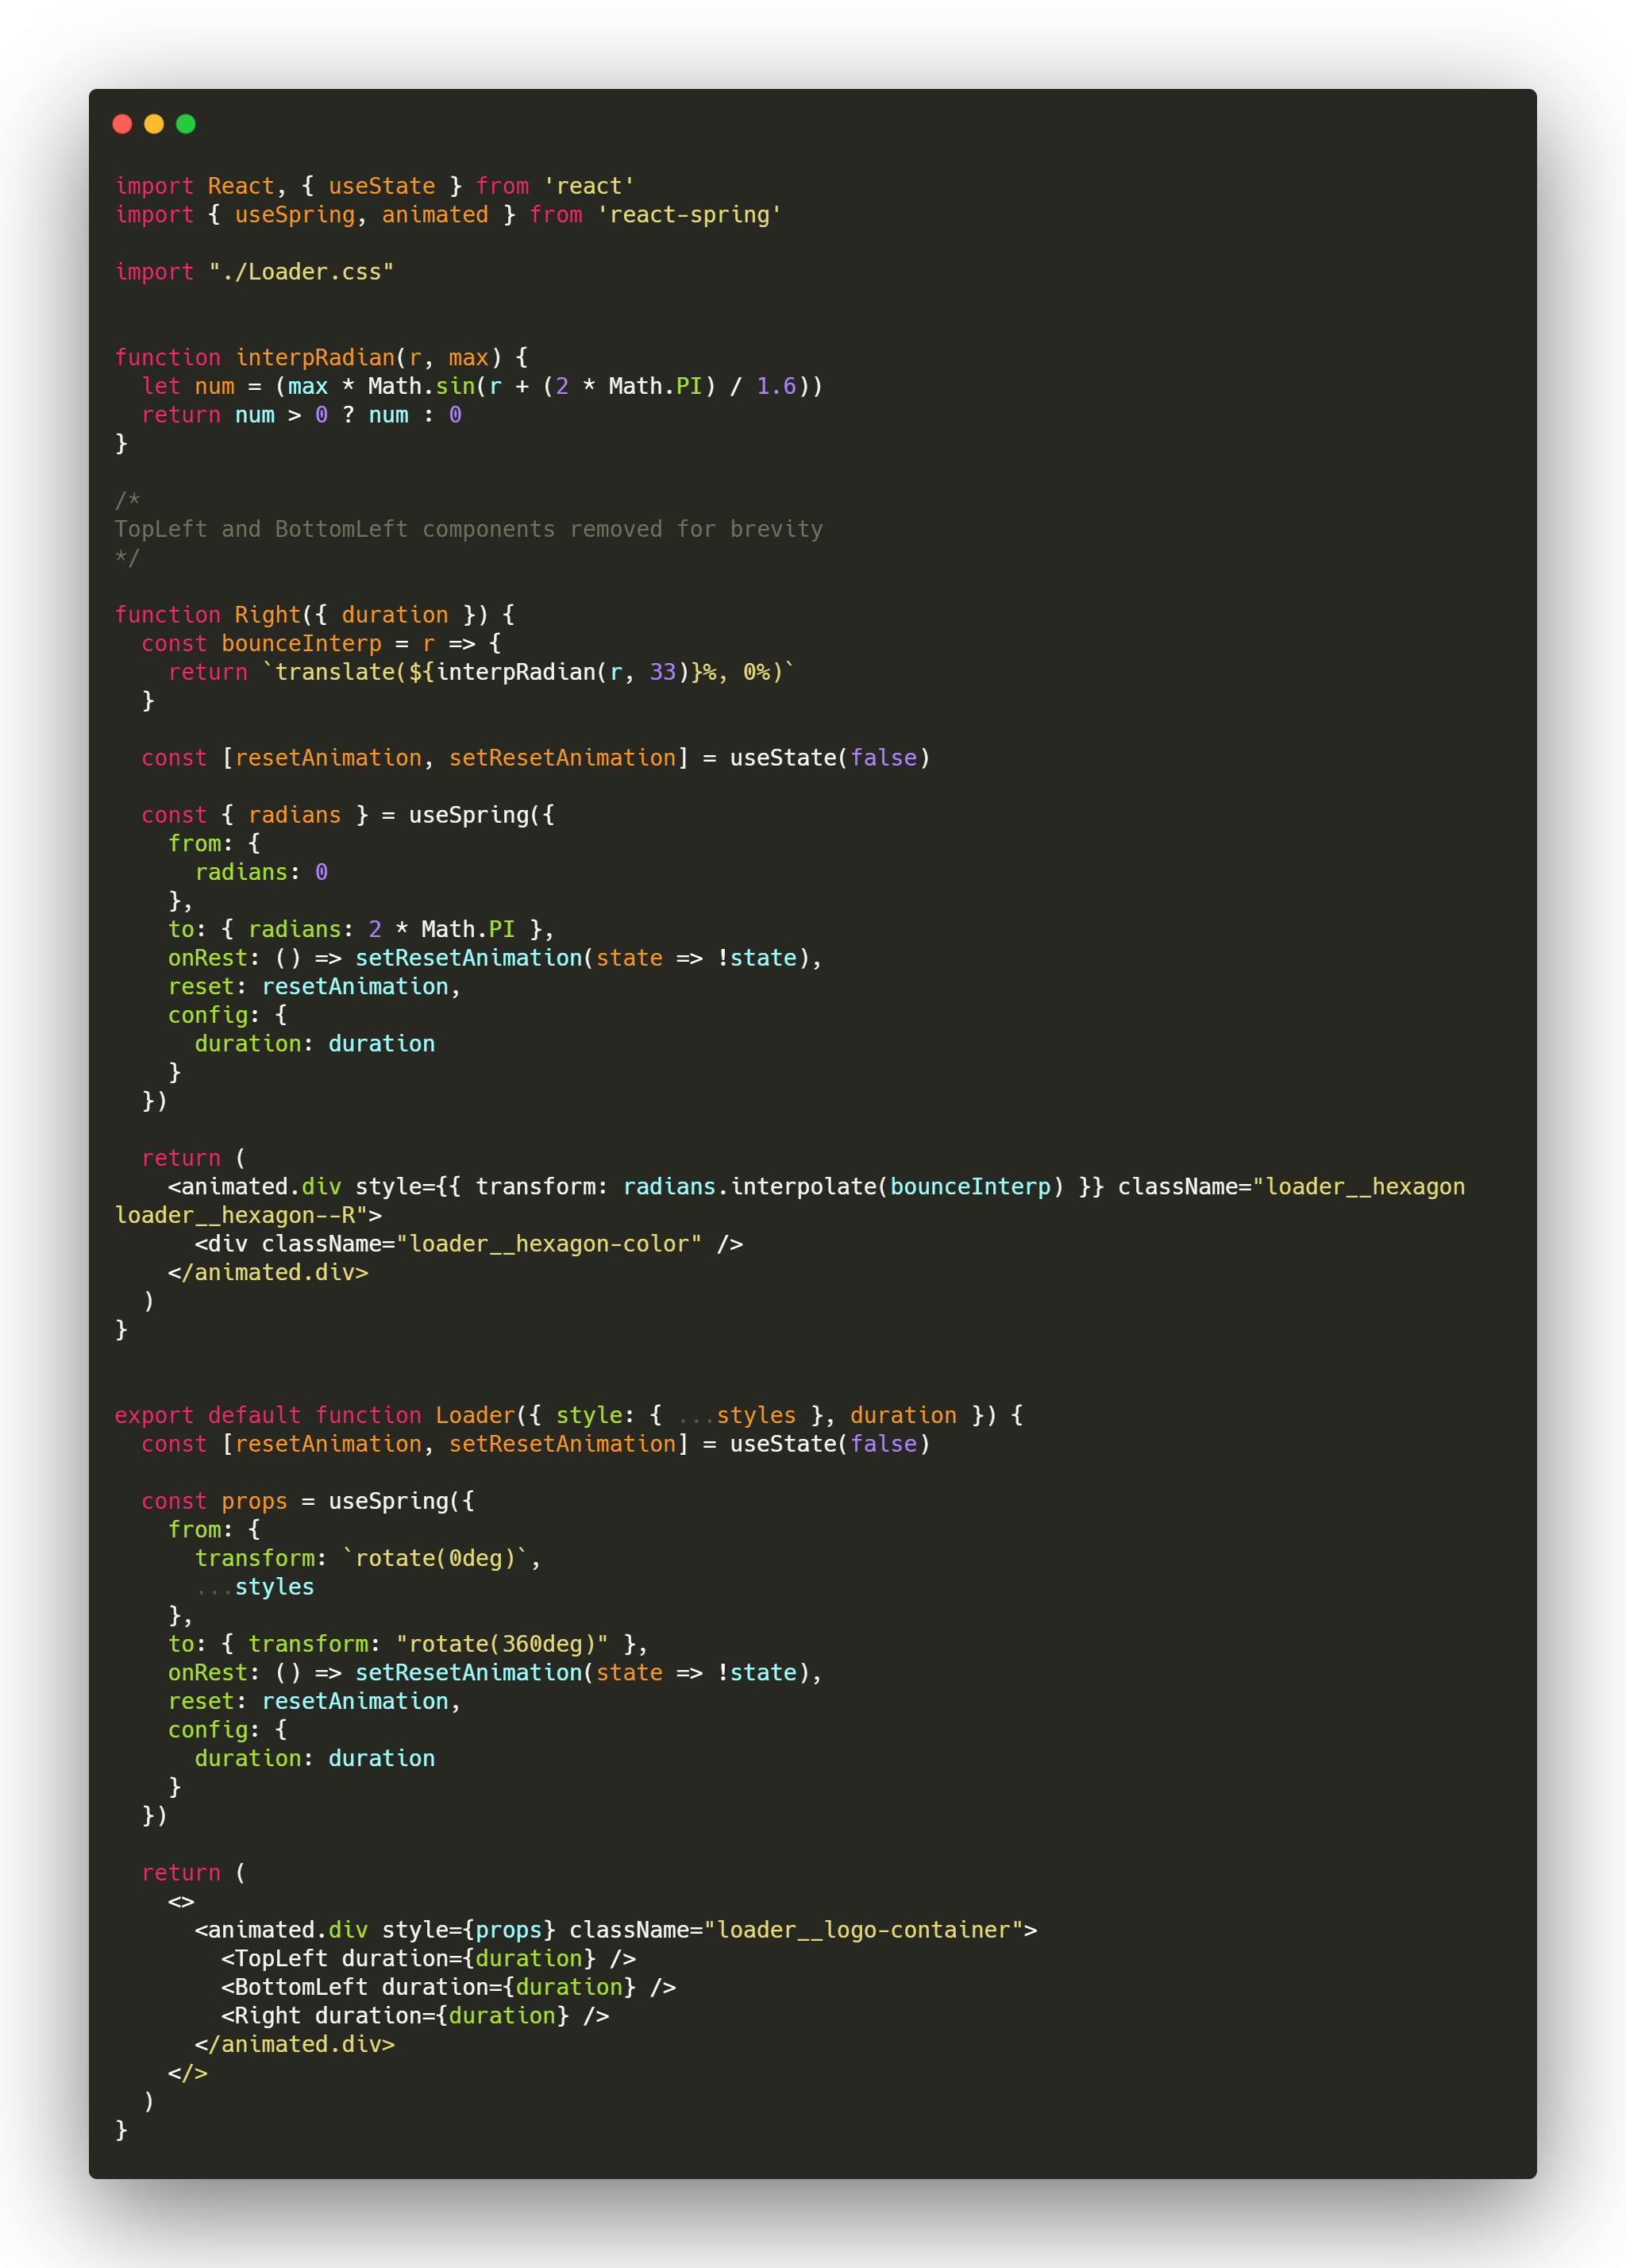 import React, { useState } from 'react'
import { useSpring, animated } from 'react-spring'

import "./Loader.css"


function interpRadian(r, max) {
  let num = (max * Math.sin(r + (2 * Math.PI) / 1.6))
  return num > 0 ? num : 0
}

/*
TopLeft and BottomLeft components removed for brevity
*/

function Right({ duration }) {
  const bounceInterp = r => {
    return `translate(${interpRadian(r, 33)}%, 0%)`
  }

  const [resetAnimation, setResetAnimation] = useState(false)

  const { radians } = useSpring({
    from: {
      radians: 0
    },
    to: { radians: 2 * Math.PI },
    onRest: () => setResetAnimation(state => !state),
    reset: resetAnimation,
    config: {
      duration: duration
    }
  })

  return (
    <animated.div style={{ transform: radians.interpolate(bounceInterp) }} className="loader__hexagon
loader__hexagon--R">
      <div className="loader__hexagon-color" />
    </animated.div>
  )
}


export default function Loader({ style: { ...styles }, duration }) {
  const [resetAnimation, setResetAnimation] = useState(false)

  const props = useSpring({
    from: {
      transform: `rotate(0deg)`,
      ...styles
    },
    to: { transform: "rotate(360deg)" },
    onRest: () => setResetAnimation(state => !state),
    reset: resetAnimation,
    config: {
      duration: duration
    }
  })

  return (
    <>
      <animated.div style={props} className="loader__logo-container">
        <TopLeft duration={duration} />
        <BottomLeft duration={duration} />
        <Right duration={duration} />
      </animated.div>
    </>
  )
}